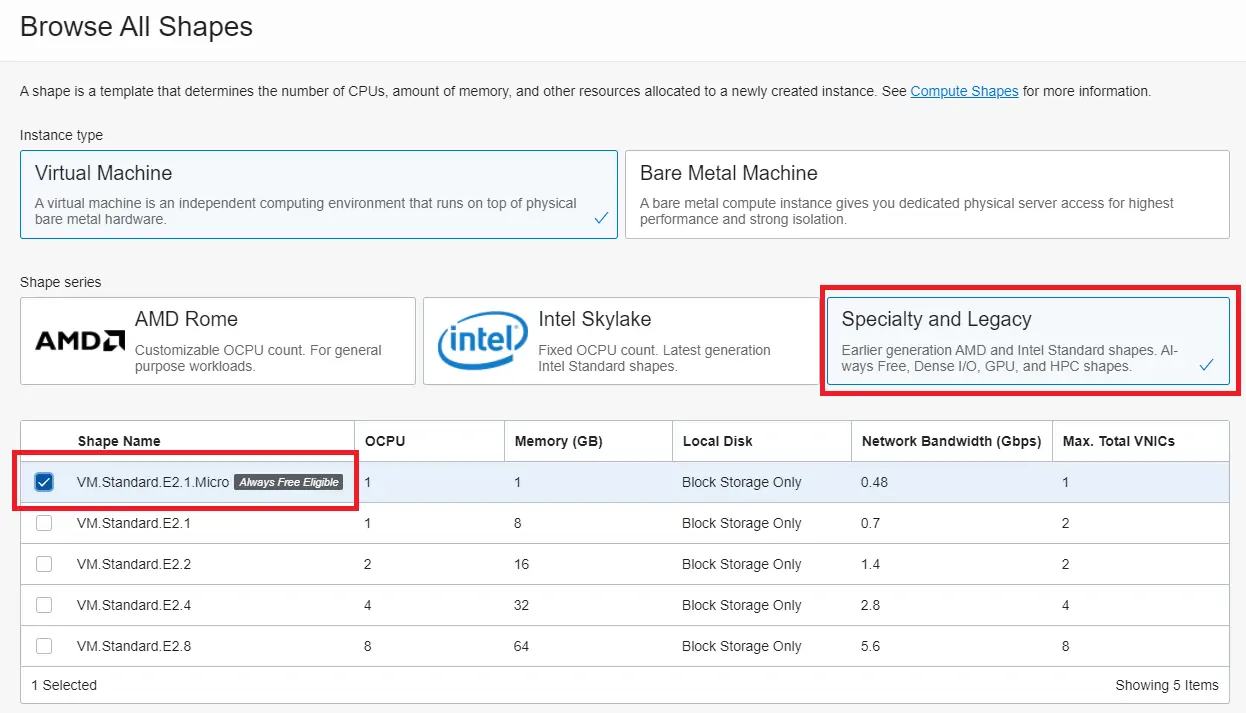 Browse All Shapes
A shape is a template that determines the number of CPUs, amount of memory, and other resources allocated to a newly created instance. See Compute Shapes for more information.
Instance type
Virtual Machine
A virtual machine is an independent computing environment that runs on top of physical
bare metal hardware.
Bare Metal Machine
A bare metal compute instance gives you dedicated physical server access for highest
performance and strong isolation.
Shape series
AMD
AMD Rome
Customizable OCPU count. For general
purpose workloads.
intel
Intel Skylake
Fixed OCPU count. Latest generation
Intel Standard shapes.
Specialty and Legacy
Earlier generation AMD and Intel Standard shapes. Al-
ways Free, Dense I/O, GPU, and HPC shapes.
Shape Name OCPU Memory (GB) Local Disk Network Bandwidth (Gbps) Max. Total VNICs
VM.Standard.E2.1.Micro Always Free Eligible 1 1 Block Storage Only 0.48 1
VM.Standard.E2.1 1 8 Block Storage Only 0.7 2
VM.Standard.E2.2 2 16 Block Storage Only 1.4 2
VM.Standard.E2.4 4 32 Block Storage Only 2.8 4
VM.Standard.E2.8 8 64 Block Storage Only 5.6 8
1 Selected Showing 5 Items